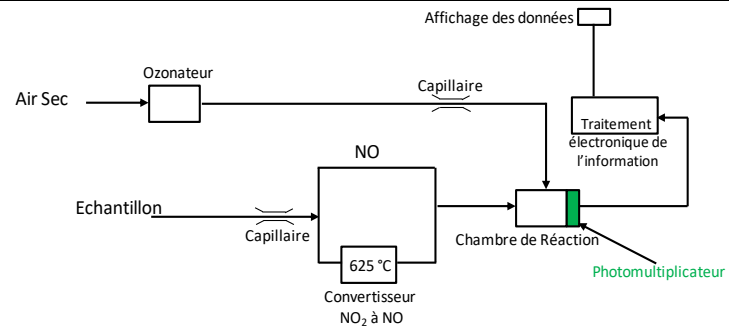 Affichage des données
Ozonateur
Air Sec
Capillaire
Traitement
électronique de
l'information
NO
Echantillon
Capillaire
Chambre de Réaction
625 °C
Photomultiplicateur
Convertisseur
NO₂ à NO